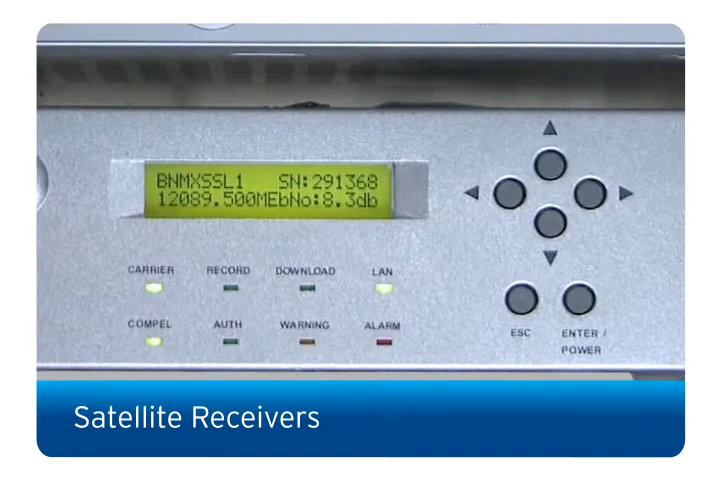 BNMXSSL1 SN:291368
12089.500MEbNo:8.3db
CARRIER RECORD DOWNLOAD LAN
COMPEL AUTH WARNING ALARM
ESC ENTER /
POWER
Satellite Receivers